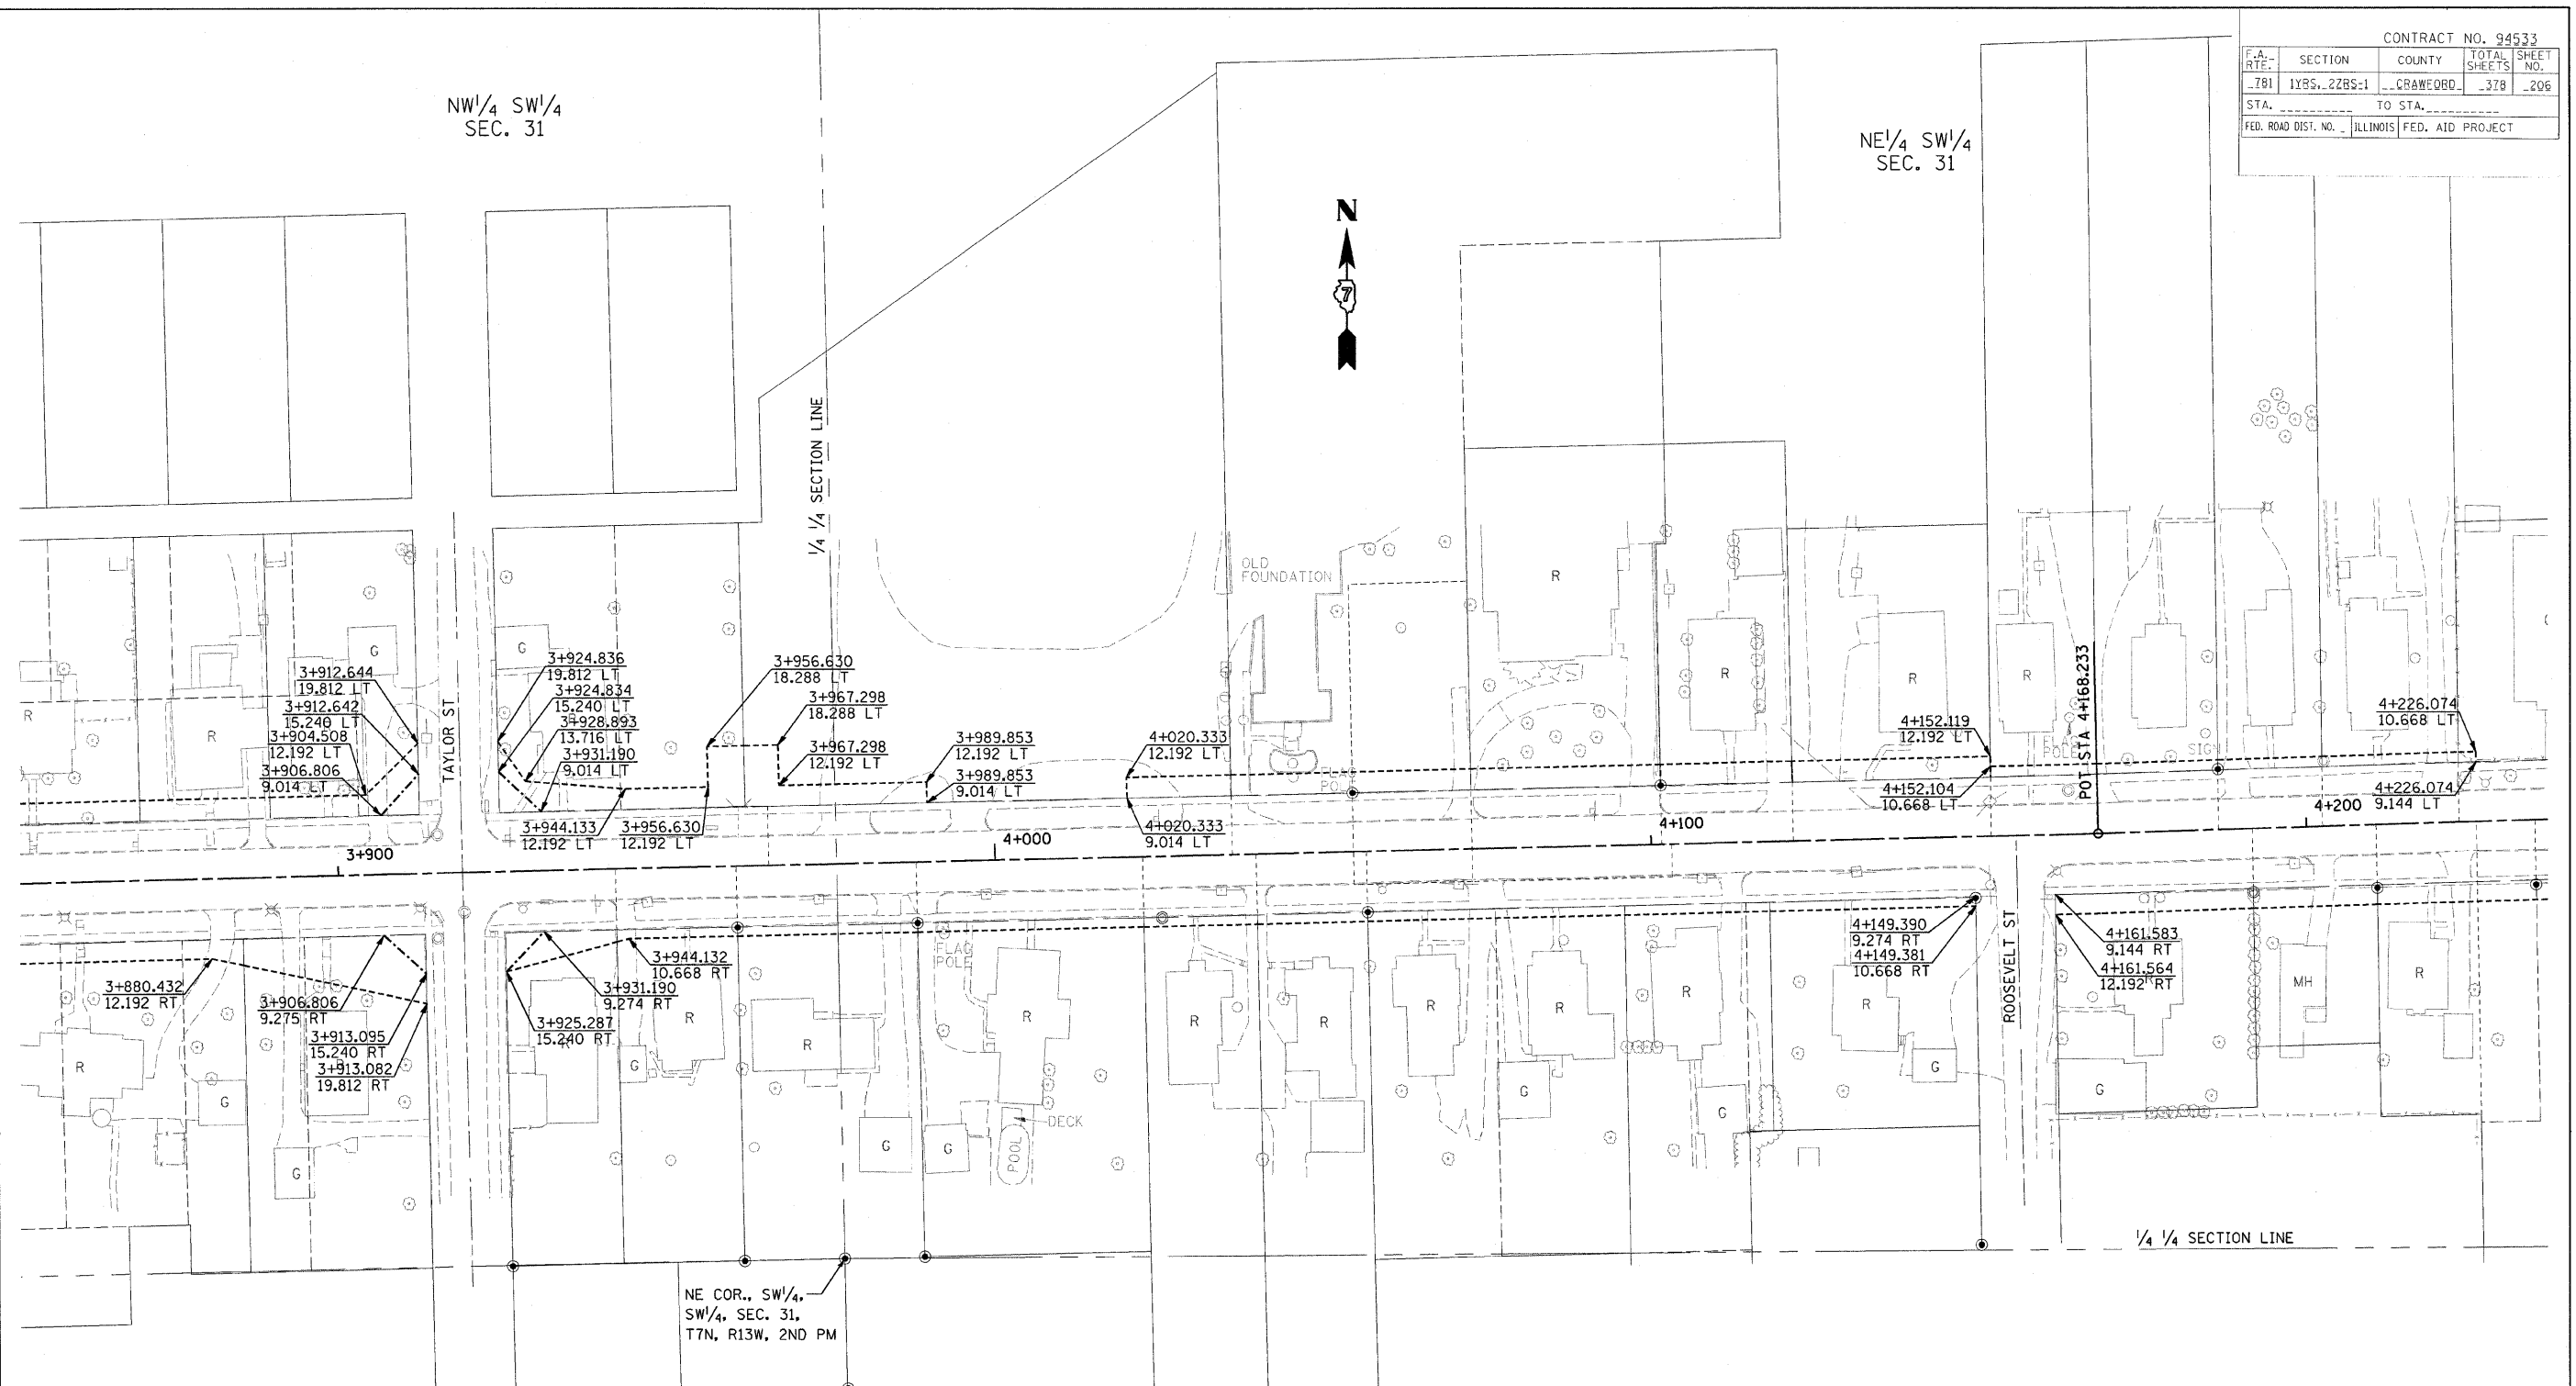 CONTRACT NO. 94533
F.A. RTE. SECTION COUNTY TOTAL SHEETS SHEET NO.
781 1YBS, 2ZBS-1 CRAWFORD 378 206
STA. TO STA.
FED. ROAD DIST. NO. ILLINOIS FED. AID PROJECT
NW1/4 SW1/4
SEC. 31
NE1/4 SW1/4
SEC. 31
N
7
1/4 1/4 SECTION LINE
OLD
FOUNDATION
R
G
G
R
R
R
R
R
R
3+912.644
19.812 LT
3+912.642
15.240 LT
3+904.508
12.192 LT
3+906.806
9.014 LT
TAYLOR ST
3+924.836
19.812 LT
3+924.834
15.240 LT
3+928.893
13.716 LT
3+931.190
9.014 LT
3+944.133
12.192 LT
3+956.630
12.192 LT
3+956.630
18.288 LT
3+967.298
18.288 LT
3+967.298
12.192 LT
3+989.853
12.192 LT
3+989.853
9.014 LT
4+020.333
12.192 LT
4+020.333
9.014 LT
FLAG
POLE
4+152.119
12.192 LT
4+152.104
10.668 LT
POT STA 4+168.233
SIGN
4+226.074
10.668 LT
4+226.074
9.144 LT
3+900
4+000
4+100
4+200
3+880.432
12.192 RT
3+906.806
9.275 RT
3+913.095
15.240 RT
3+913.082
19.812 RT
3+944.132
10.668 RT
3+931.190
9.274 RT
3+925.287
15.240 RT
FLAG
POLE
4+149.390
9.274 RT
4+149.381
10.668 RT
ROOSEVELT ST
4+161.583
9.144 RT
4+161.564
12.192 RT
R
R
R
R
R
R
R
R
R
R
R
R
R
R
MH
R
G
G
G
G
G
G
G
G
G
DECK
POOL
1/4 1/4 SECTION LINE
NE COR., SW1/4,
SW1/4, SEC. 31,
T7N, R13W, 2ND PM